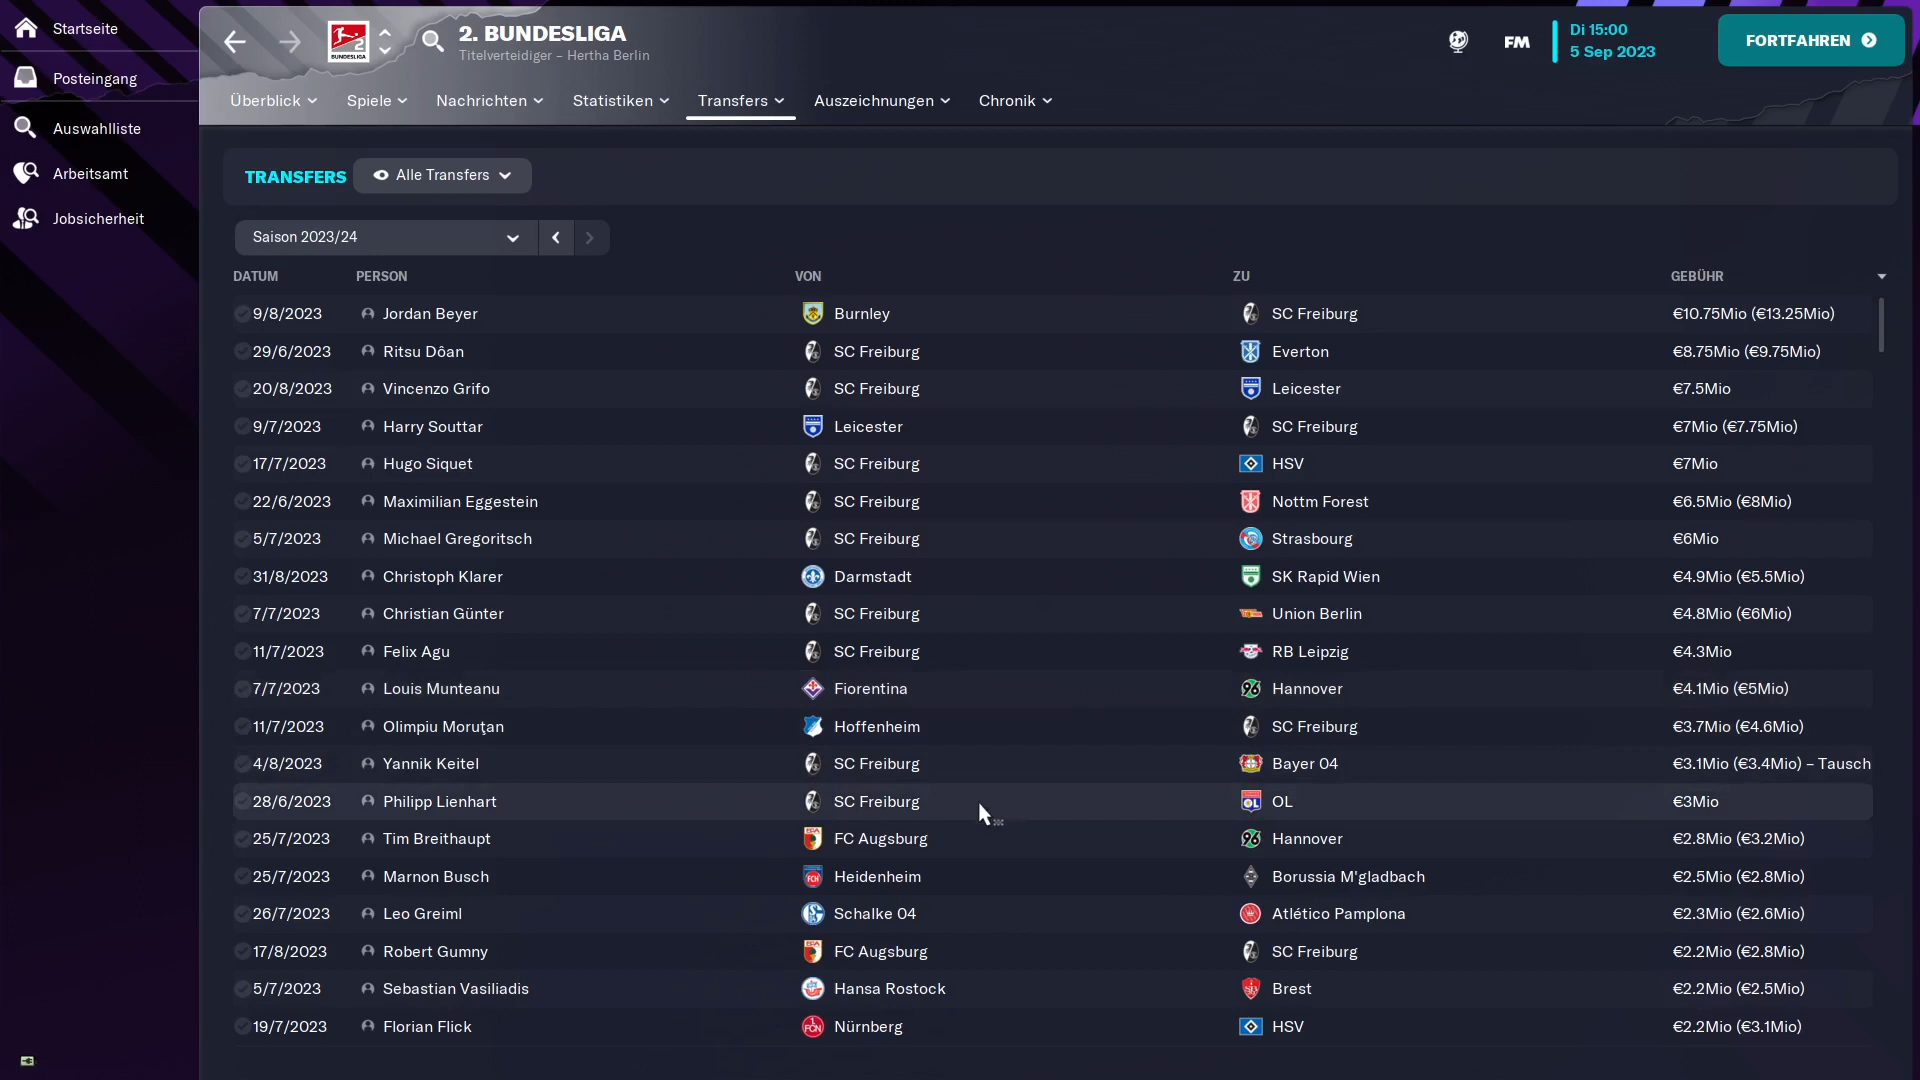 Startseite
Posteingang
Auswahlliste
Arbeitsamt
Jobsicherheit
2. BUNDESLIGA
Titelverteidiger – Hertha Berlin
FM
Di 15:00
5 Sep 2023
FORTFAHREN
Überblick Spiele Nachrichten Statistiken Transfers Auszeichnungen Chronik
TRANSFERS Alle Transfers
Saison 2023/24
DATUM PERSON VON ZU GEBÜHR
9/8/2023 Jordan Beyer Burnley SC Freiburg €10.75Mio (€13.25Mio)
29/6/2023 Ritsu Dôan SC Freiburg Everton €8.75Mio (€9.75Mio)
20/8/2023 Vincenzo Grifo SC Freiburg Leicester €7.5Mio
9/7/2023 Harry Souttar Leicester SC Freiburg €7Mio (€7.75Mio)
17/7/2023 Hugo Siquet SC Freiburg HSV €7Mio
22/6/2023 Maximilian Eggestein SC Freiburg Nottm Forest €6.5Mio (€8Mio)
5/7/2023 Michael Gregoritsch SC Freiburg Strasbourg €6Mio
31/8/2023 Christoph Klarer Darmstadt SK Rapid Wien €4.9Mio (€5.5Mio)
7/7/2023 Christian Günter SC Freiburg Union Berlin €4.8Mio (€6Mio)
11/7/2023 Felix Agu SC Freiburg RB Leipzig €4.3Mio
7/7/2023 Louis Munteanu Fiorentina Hannover €4.1Mio (€5Mio)
11/7/2023 Olimpiu Moruţan Hoffenheim SC Freiburg €3.7Mio (€4.6Mio)
4/8/2023 Yannik Keitel SC Freiburg Bayer 04 €3.1Mio (€3.4Mio) – Tausch
28/6/2023 Philipp Lienhart SC Freiburg OL €3Mio
25/7/2023 Tim Breithaupt FC Augsburg Hannover €2.8Mio (€3.2Mio)
25/7/2023 Marnon Busch Heidenheim Borussia M'gladbach €2.5Mio (€2.8Mio)
26/7/2023 Leo Greiml Schalke 04 Atlético Pamplona €2.3Mio (€2.6Mio)
17/8/2023 Robert Gumny FC Augsburg SC Freiburg €2.2Mio (€2.8Mio)
5/7/2023 Sebastian Vasiliadis Hansa Rostock Brest €2.2Mio (€2.5Mio)
19/7/2023 Florian Flick Nürnberg HSV €2.2Mio (€3.1Mio)